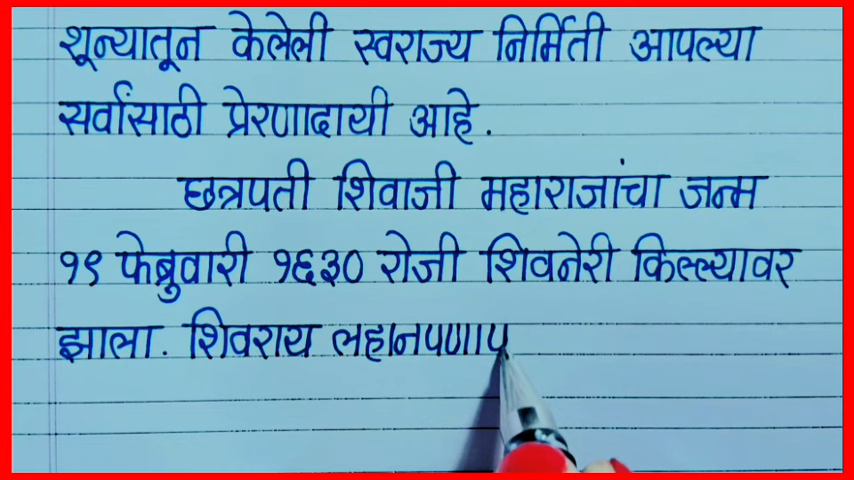 शून्यातून केलेली स्वराज्य निर्मिती आपल्या
सर्वांसाठी प्रेरणादायी आहे.
छत्रपती शिवाजी महाराजांचा जन्म
१९ फेब्रुवारी १६३० रोजी शिवनेरी किल्ल्यावर
झाला. शिवराय लहानपणाप